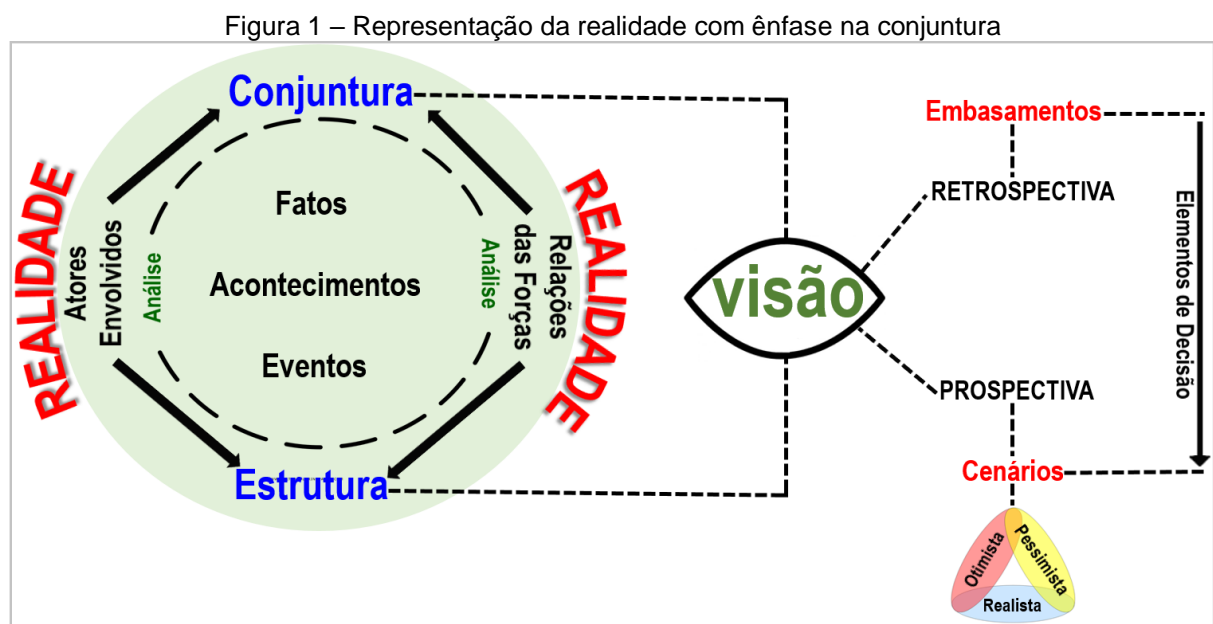 Figura 1 – Representação da realidade com ênfase na conjuntura
Conjuntura
REALIDADE
Atores
Envolvidos
Análise
Fatos
Acontecimentos
Eventos
Análise
Relações
das Forças
REALIDADE
Estrutura
visão
Embasamentos
RETROSPECTIVA
Elementos de Decisão
PROSPECTIVA
Cenários
Otimista
Pessimista
Realista